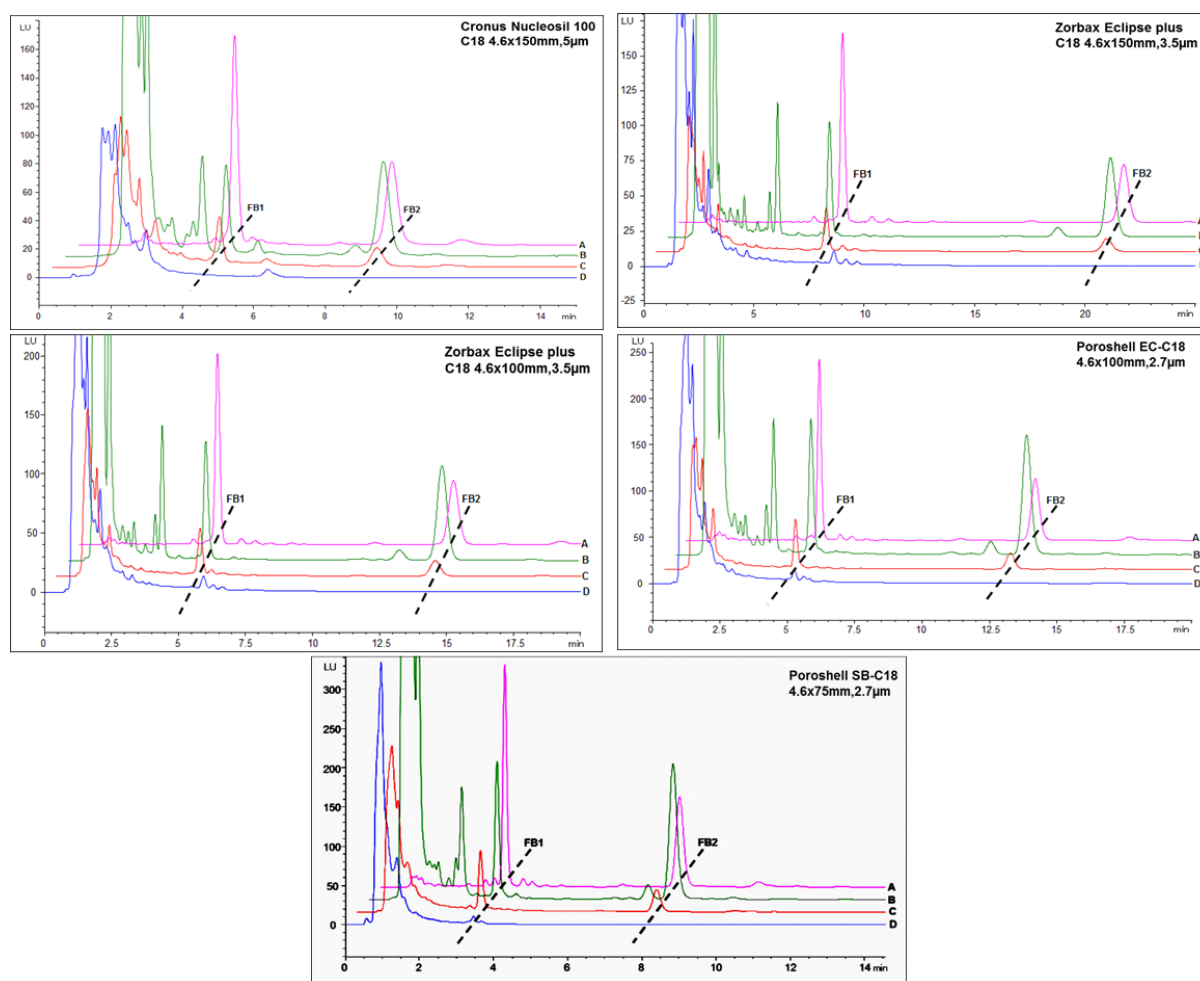 LU
Cronus Nucleosil 100
C18 4.6x150mm,5µm
160
140
120
100
80
60
40
20
0
FB1
FB2
A
B
C
D
0
2
4
6
8
10
12
14
min
LU
Zorbax Eclipse plus
C18 4.6x150mm,3.5µm
175
150
125
100
75
50
25
0
-25
FB1
FB2
A
0
5
10
15
20
min
LU
Zorbax Eclipse plus
C18 4.6x100mm,3.5µm
200
150
100
50
0
FB1
FB2
A
B
C
D
0
2.5
5
7.5
10
12.5
15
17.5
min
LU
Poroshell EC-C18
4.6x100mm,2.7µm
250
200
150
100
50
0
FB1
FB2
A
B
C
D
0
2.5
5
7.5
10
12.5
15
17.5
min
LU
Poroshell SB-C18
4.6x75mm,2.7µm
300
250
200
150
100
50
0
FB1
FB2
A
B
C
D
0
2
4
6
8
10
12
14 min